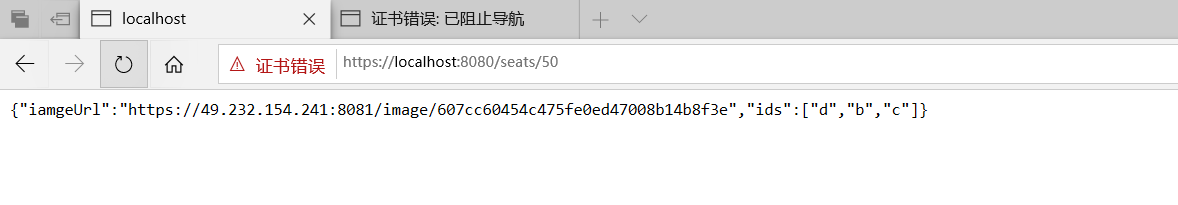 localhost
证书错误: 已阻止导航
证书错误 https://localhost:8080/seats/50
{"iamgeUrl":"https://49.232.154.241:8081/image/607cc60454c475fe0ed47008b14b8f3e","ids":["d","b","c"]}